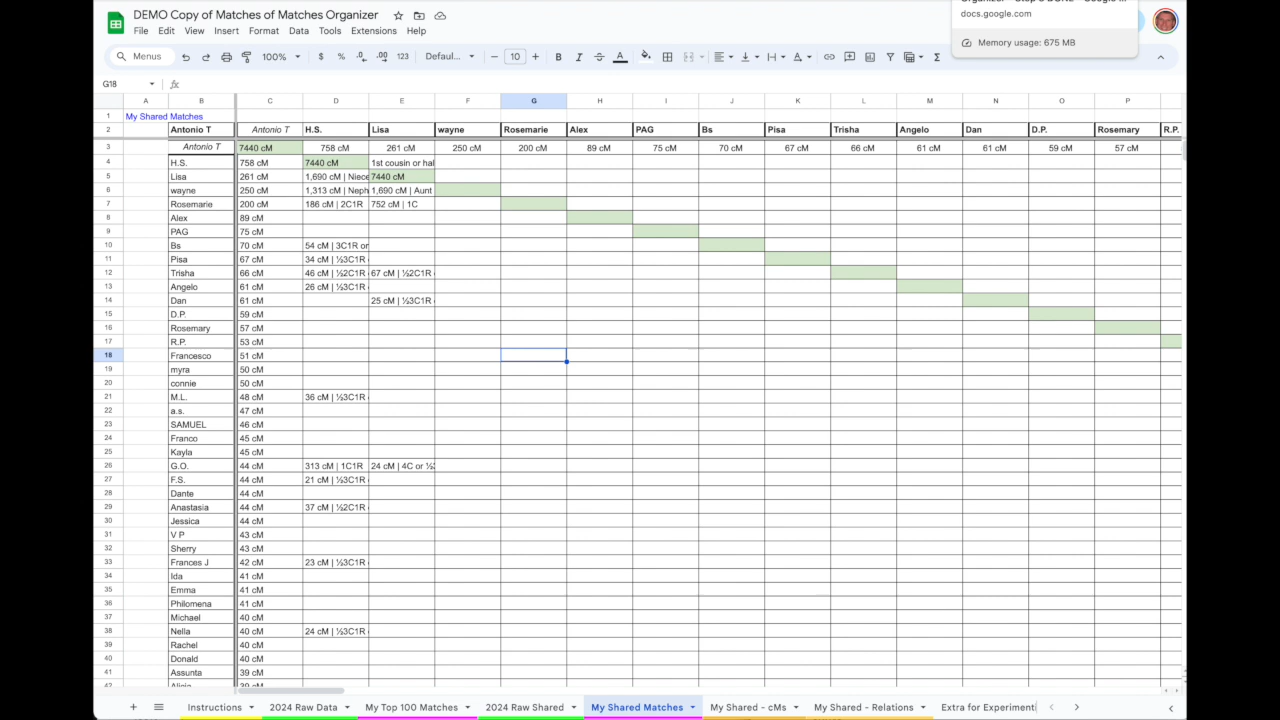 DEMO Copy of Matches of Matches Organizer
docs.google.com
File Edit View Insert Format Data Tools Extensions Help
Memory usage: 675 MB
Menus 100% $ % .0 .00 123 Defaul... 10 B I A Σ
G18 fx
A B C D E F G H I J K L M N O P
1 My Shared Matches
2 Antonio T Antonio T H.S. Lisa wayne Rosemarie Alex PAG Bs Pisa Trisha Angelo Dan D.P. Rosemary R.P.
3 Antonio T 7440 cM 758 cM 261 cM 250 cM 200 cM 89 cM 75 cM 70 cM 67 cM 66 cM 61 cM 61 cM 59 cM 57 cM
4 H.S. 758 cM 7440 cM 1st cousin or hal
5 Lisa 261 cM 1,690 cM | Niece 7440 cM
6 wayne 250 cM 1,313 cM | Neph 1,690 cM | Aunt
7 Rosemarie 200 cM 186 cM | 2C1R 752 cM | 1C
8 Alex 89 cM
9 PAG 75 cM
10 Bs 70 cM 54 cM | 3C1R or
11 Pisa 67 cM 34 cM | ½3C1R
12 Trisha 66 cM 46 cM | ½2C1R 67 cM | ½2C1R
13 Angelo 61 cM 26 cM | ½3C1R
14 Dan 61 cM 25 cM | ½3C1R
15 D.P. 59 cM
16 Rosemary 57 cM
17 R.P. 53 cM
18 Francesco 51 cM
19 myra 50 cM
20 connie 50 cM
21 M.L. 48 cM 36 cM | ½3C1R
22 a.s. 47 cM
23 SAMUEL 46 cM
24 Franco 45 cM
25 Kayla 45 cM
26 G.O. 44 cM 313 cM | 1C1R 24 cM | 4C or
27 F.S. 44 cM 21 cM | ½3C1R
28 Dante 44 cM
29 Anastasia 44 cM 37 cM | ½2C1R
30 Jessica 44 cM
31 V P 43 cM
32 Sherry 43 cM
33 Frances J 42 cM 23 cM | ½3C1R
34 Ida 41 cM
35 Emma 41 cM
36 Philomena 41 cM
37 Michael 40 cM
38 Nella 40 cM 24 cM | ½3C1R
39 Rachel 40 cM
40 Donald 40 cM
41 Assunta 39 cM
42 Alicia 39 cM
Instructions 2024 Raw Data My Top 100 Matches 2024 Raw Shared My Shared Matches My Shared - cMs My Shared - Relations Extra for Experimenti